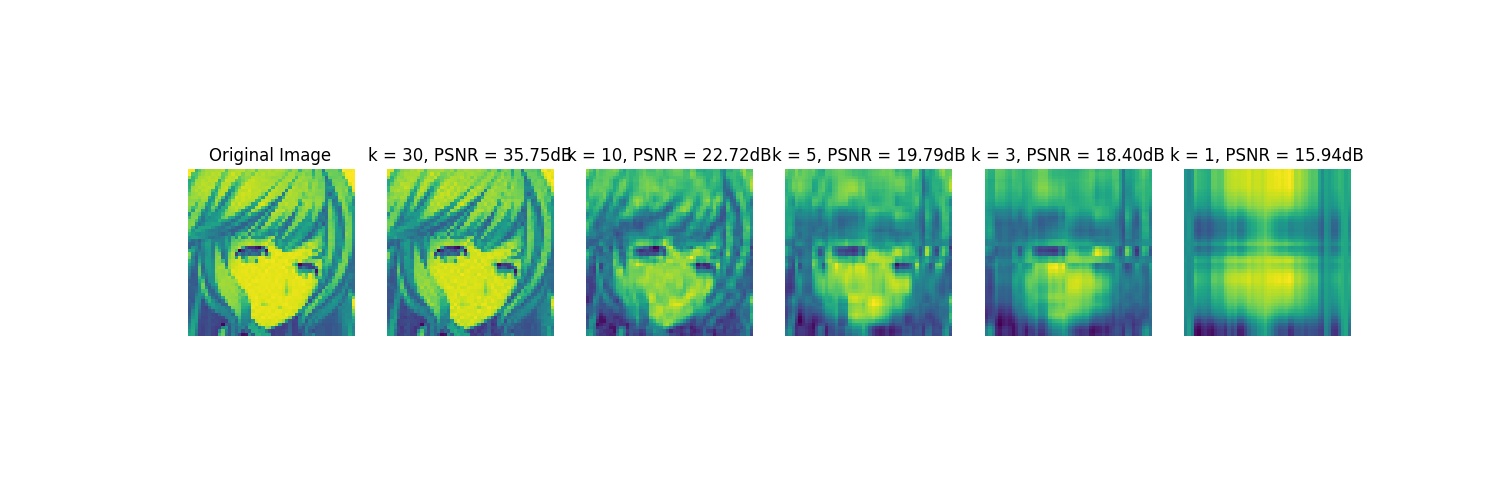 Original Image
k = 30, PSNR = 35.75dB
k = 10, PSNR = 22.72dB
k = 5, PSNR = 19.79dB
k = 3, PSNR = 18.40dB
k = 1, PSNR = 15.94dB